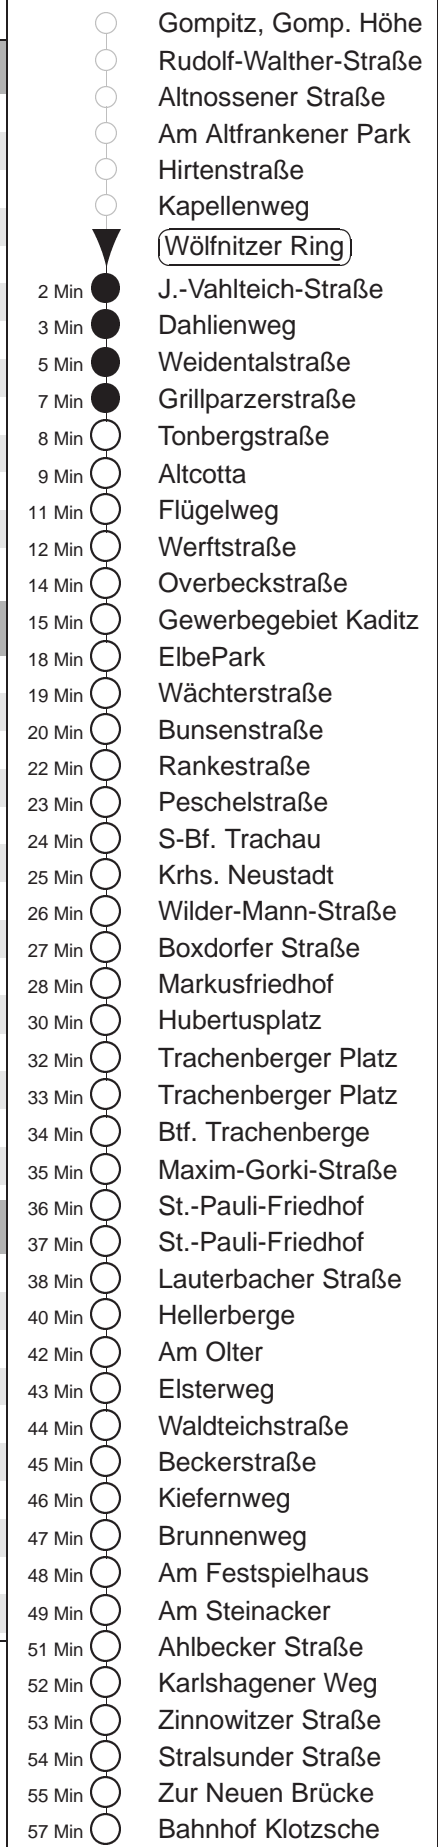 Gompitz, Gomp. Höhe
Rudolf-Walther-Straße
Altnossener Straße
Am Altfrankener Park
Hirtenstraße
Kapellenweg
Wölfnitzer Ring
2 Min J.-Vahlteich-Straße
3 Min Dahlienweg
5 Min Weidentalstraße
7 Min Grillparzerstraße
8 Min Tonbergstraße
9 Min Altcotta
11 Min Flügelweg
12 Min Werftstraße
14 Min Overbeckstraße
15 Min Gewerbegebiet Kaditz
18 Min ElbePark
19 Min Wächterstraße
20 Min Bunsenstraße
22 Min Rankestraße
23 Min Peschelstraße
24 Min S-Bf. Trachau
25 Min Krhs. Neustadt
26 Min Wilder-Mann-Straße
27 Min Boxdorfer Straße
28 Min Markusfriedhof
30 Min Hubertusplatz
32 Min Trachenberger Platz
33 Min Trachenberger Platz
34 Min Btf. Trachenberge
35 Min Maxim-Gorki-Straße
36 Min St.-Pauli-Friedhof
37 Min St.-Pauli-Friedhof
38 Min Lauterbacher Straße
40 Min Hellerberge
42 Min Am Olter
43 Min Elsterweg
44 Min Waldteichstraße
45 Min Beckerstraße
46 Min Kiefernweg
47 Min Brunnenweg
48 Min Am Festspielhaus
49 Min Am Steinacker
51 Min Ahlbecker Straße
52 Min Karlshagener Weg
53 Min Zinnowitzer Straße
54 Min Stralsunder Straße
55 Min Zur Neuen Brücke
57 Min Bahnhof Klotzsche